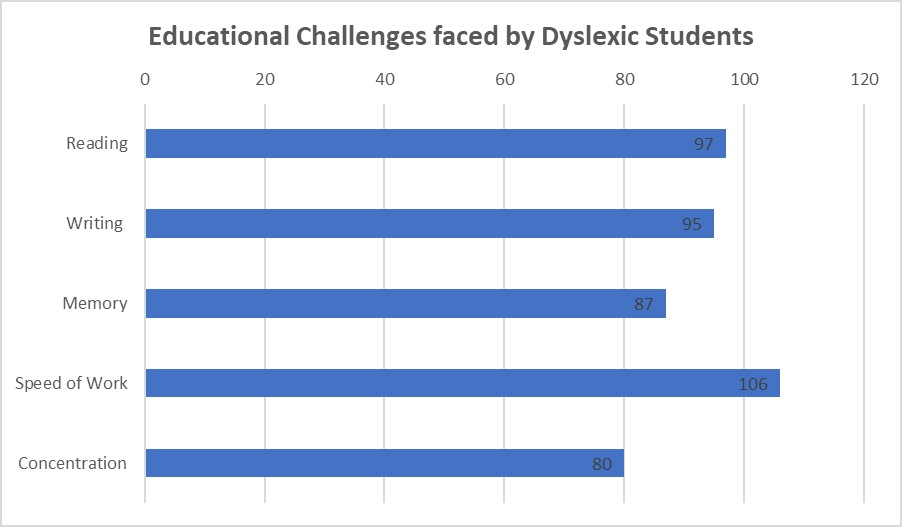 Educational Challenges faced by Dyslexic Students
0 20 40 60 80 100 120
Reading 97
Writing 95
Memory 87
Speed of Work 106
Concentration 80